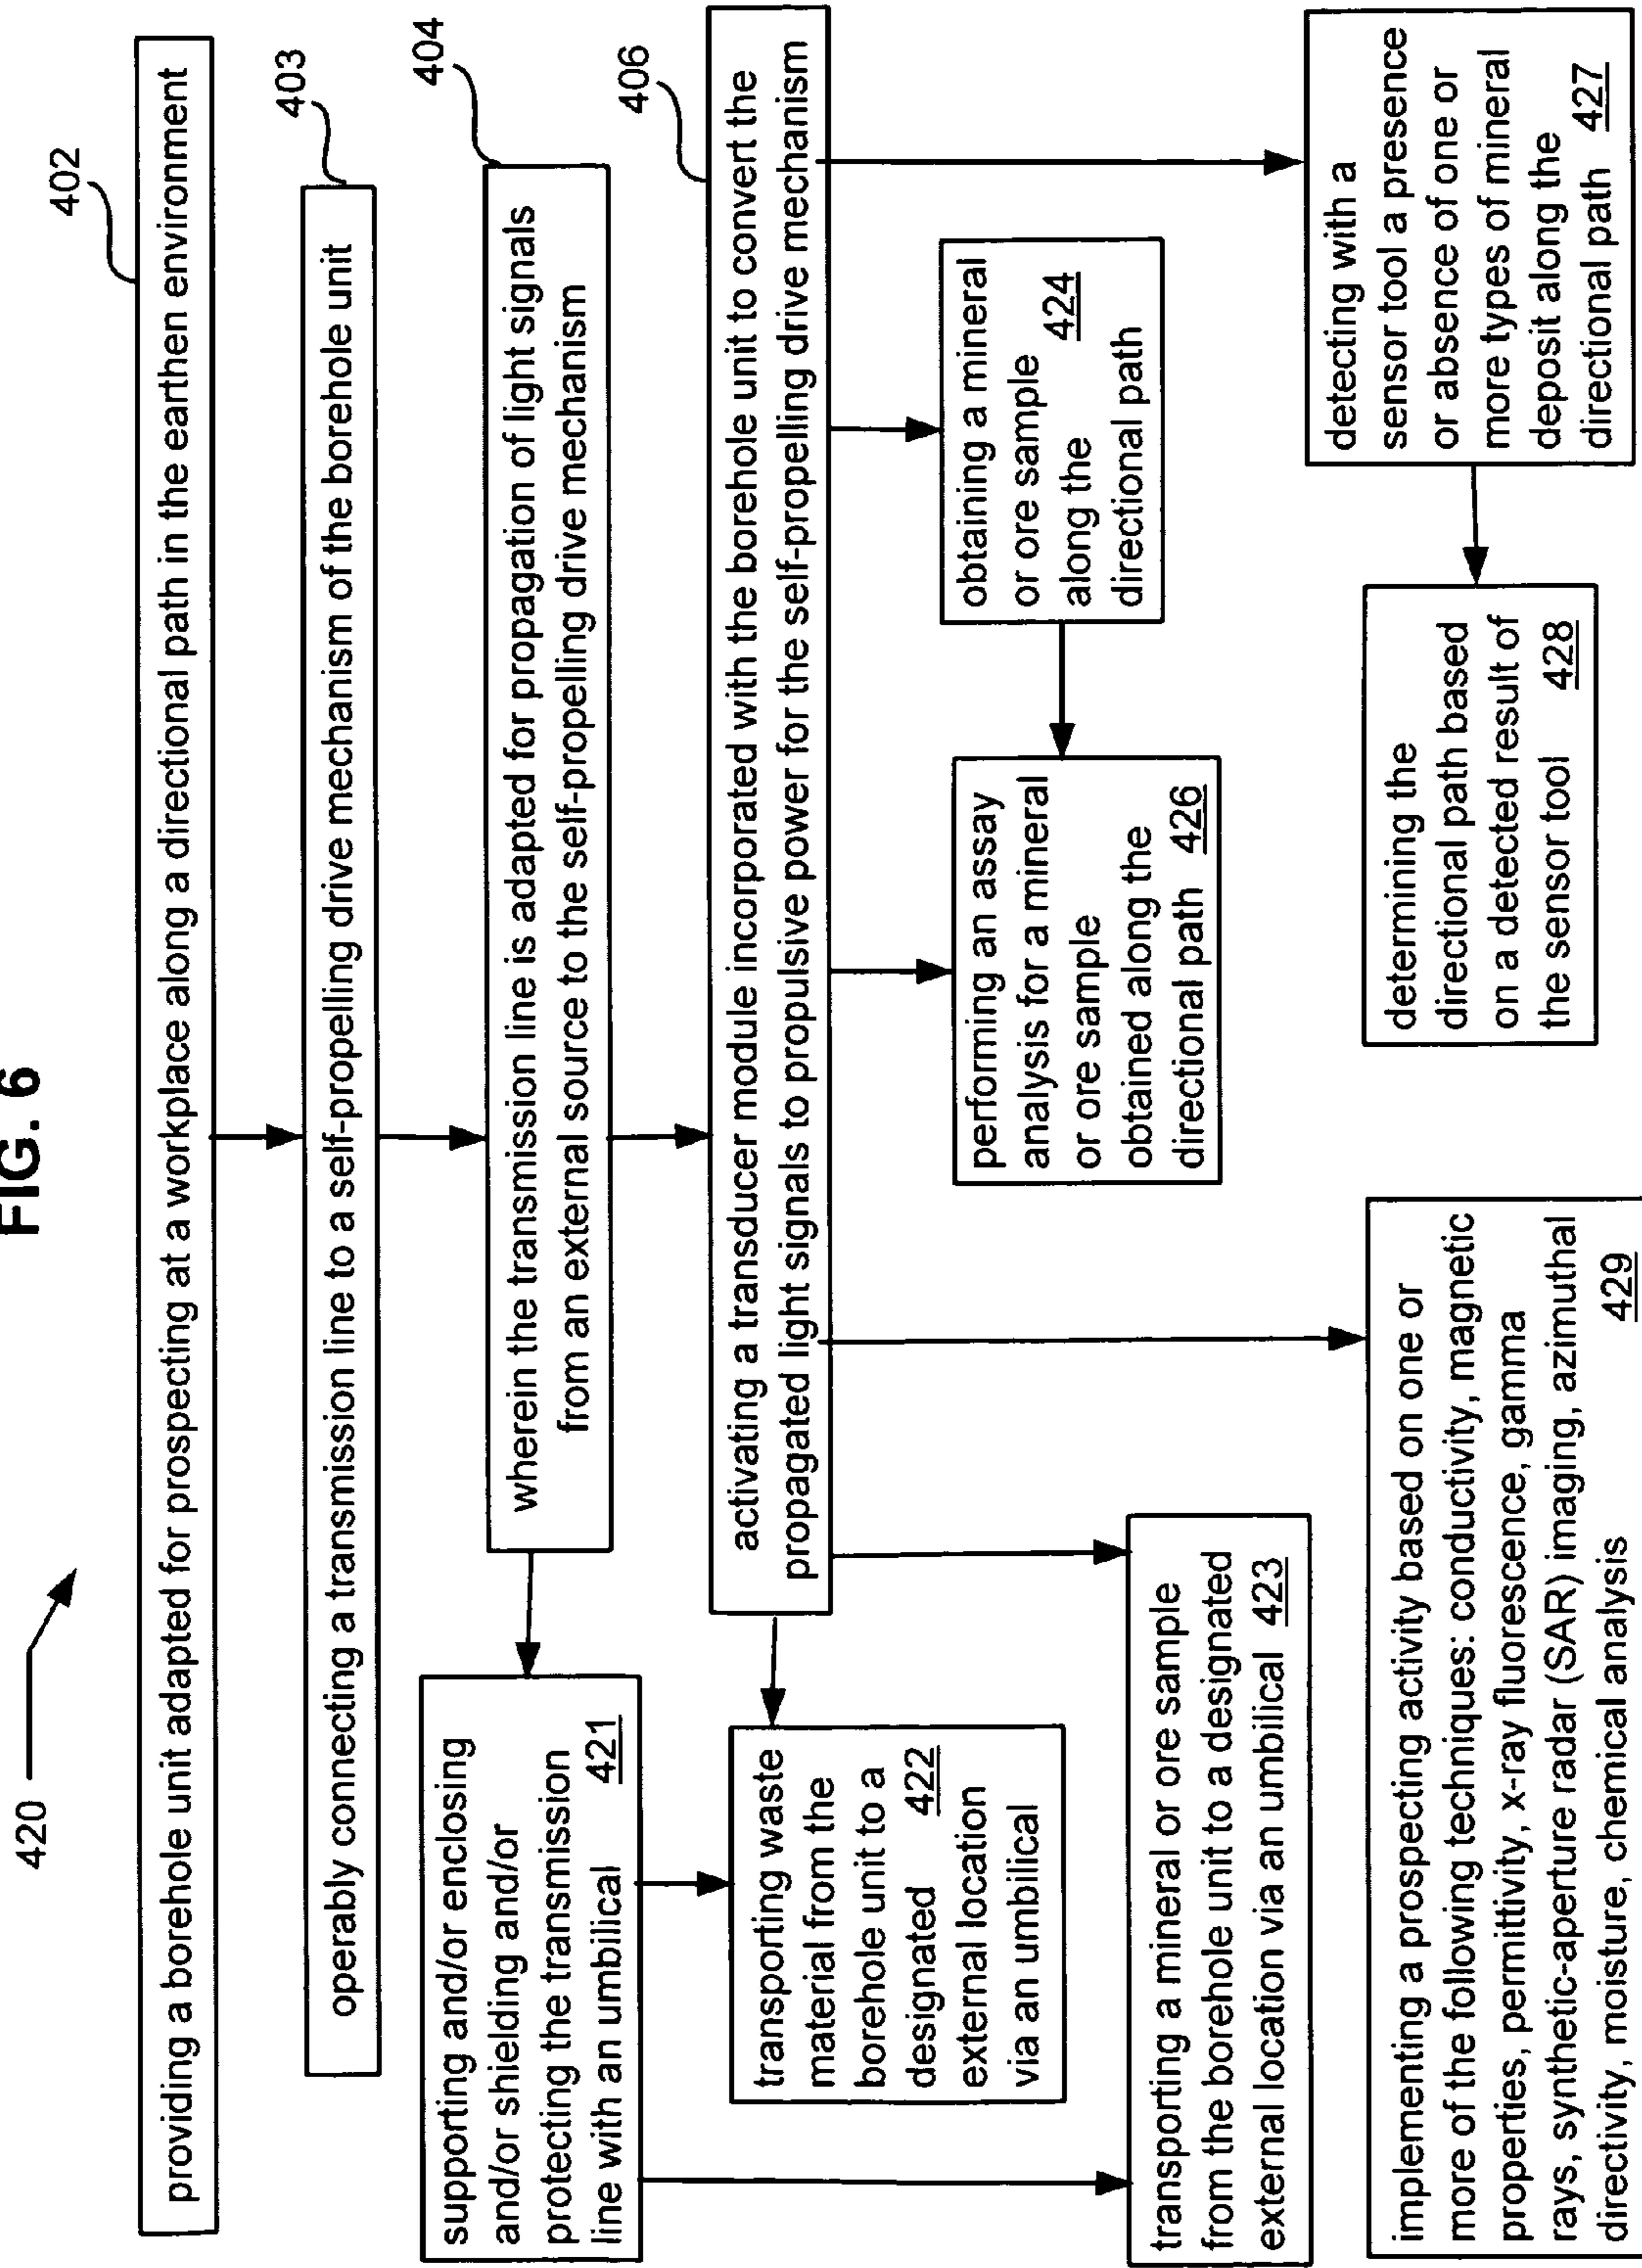 FIG. 6
420
402
providing a borehole unit adapted for prospecting at a workplace along a directional path in the earthen environment
403
operably connecting a transmission line to a self-propelling drive mechanism of the borehole unit
404
wherein the transmission line is adapted for propagation of light signals
from an external source to the self-propelling drive mechanism
406
activating a transducer module incorporated with the borehole unit to convert the
propagated light signals to propulsive power for the self-propelling drive mechanism
supporting and/or enclosing
and/or shielding and/or
protecting the transmission
line with an umbilical 421
transporting waste
material from the
borehole unit to a
designated 422
external location
via an umbilical
transporting a mineral or ore sample
from the borehole unit to a designated
external location via an umbilical 423
obtaining a mineral
or ore sample
along the 424
directional path
performing an assay
analysis for a mineral
or ore sample
obtained along the
directional path 426
detecting with a
sensor tool a presence
or absence of one or
more types of mineral
deposit along the
directional path 427
determining the
directional path based
on a detected result of
the sensor tool 428
implementing a prospecting activity based on one or
more of the following techniques: conductivity, magnetic
properties, permittivity, x-ray fluorescence, gamma
rays, synthetic-aperture radar (SAR) imaging, azimuthal
directivity, moisture, chemical analysis 429